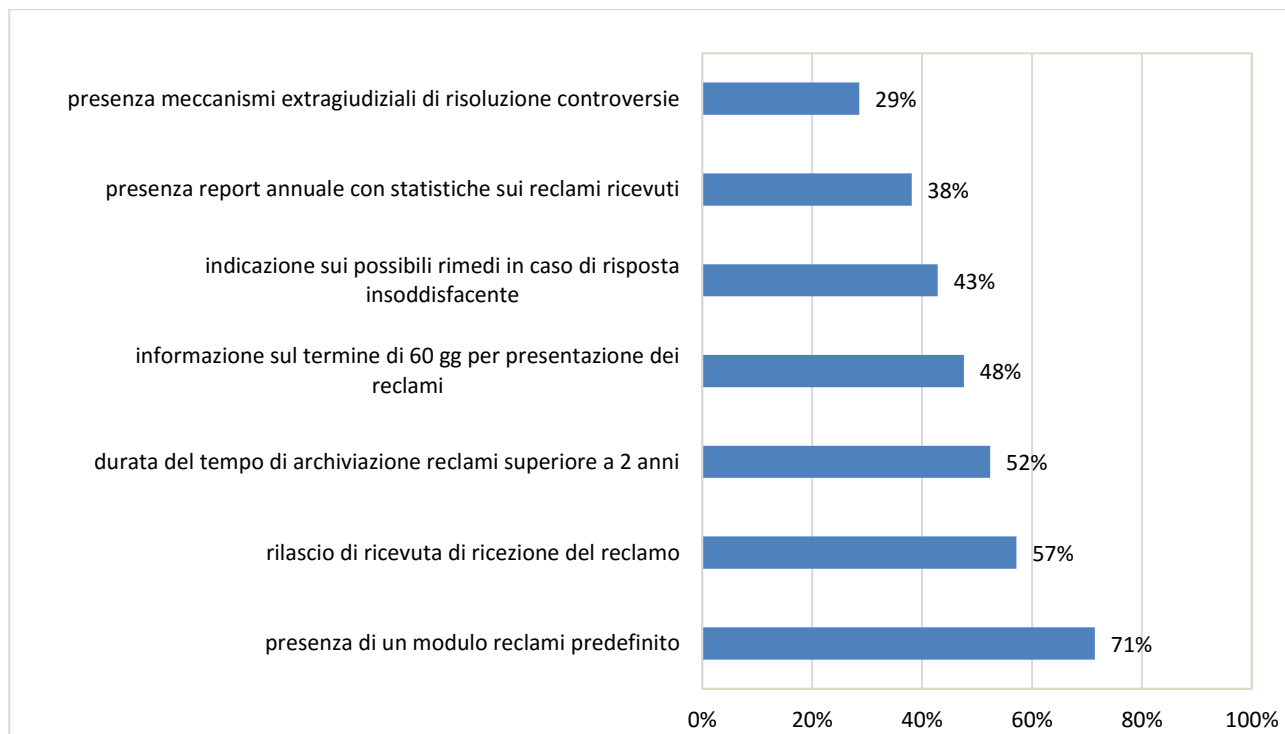 presenza meccanismi extragiudiziali di risoluzione controversie
29%
presenza report annuale con statistiche sui reclami ricevuti
38%
indicazione sui possibili rimedi in caso di risposta
insoddisfacente
43%
informazione sul termine di 60 gg per presentazione dei
reclami
48%
durata del tempo di archiviazione reclami superiore a 2 anni
52%
rilascio di ricevuta di ricezione del reclamo
57%
presenza di un modulo reclami predefinito
71%
0% 20% 40% 60% 80% 100%